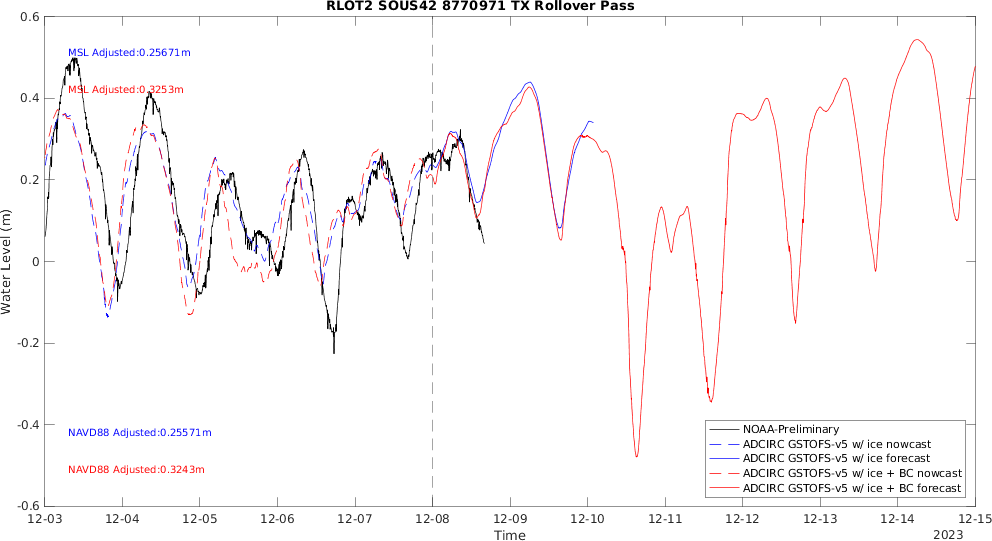 RLOT2 SOUS42 8770971 TX Rollover Pass
0.6
MSL Adjusted:0.25671m
MSL Adjusted:0.3253m
0.4
0.2
0
-0.2
-0.4
-0.6
Water Level (m)
NAVD88 Adjusted:0.25571m
NAVD88 Adjusted:0.3243m
NOAA-Preliminary
ADCIRC GSTOFS-v5 w/ ice nowcast
ADCIRC GSTOFS-v5 w/ ice forecast
ADCIRC GSTOFS-v5 w/ ice + BC nowcast
ADCIRC GSTOFS-v5 w/ ice + BC forecast
12-03 12-04 12-05 12-06 12-07 12-08 12-09 12-10 12-11 12-12 12-13 12-14 12-15
Time
2023